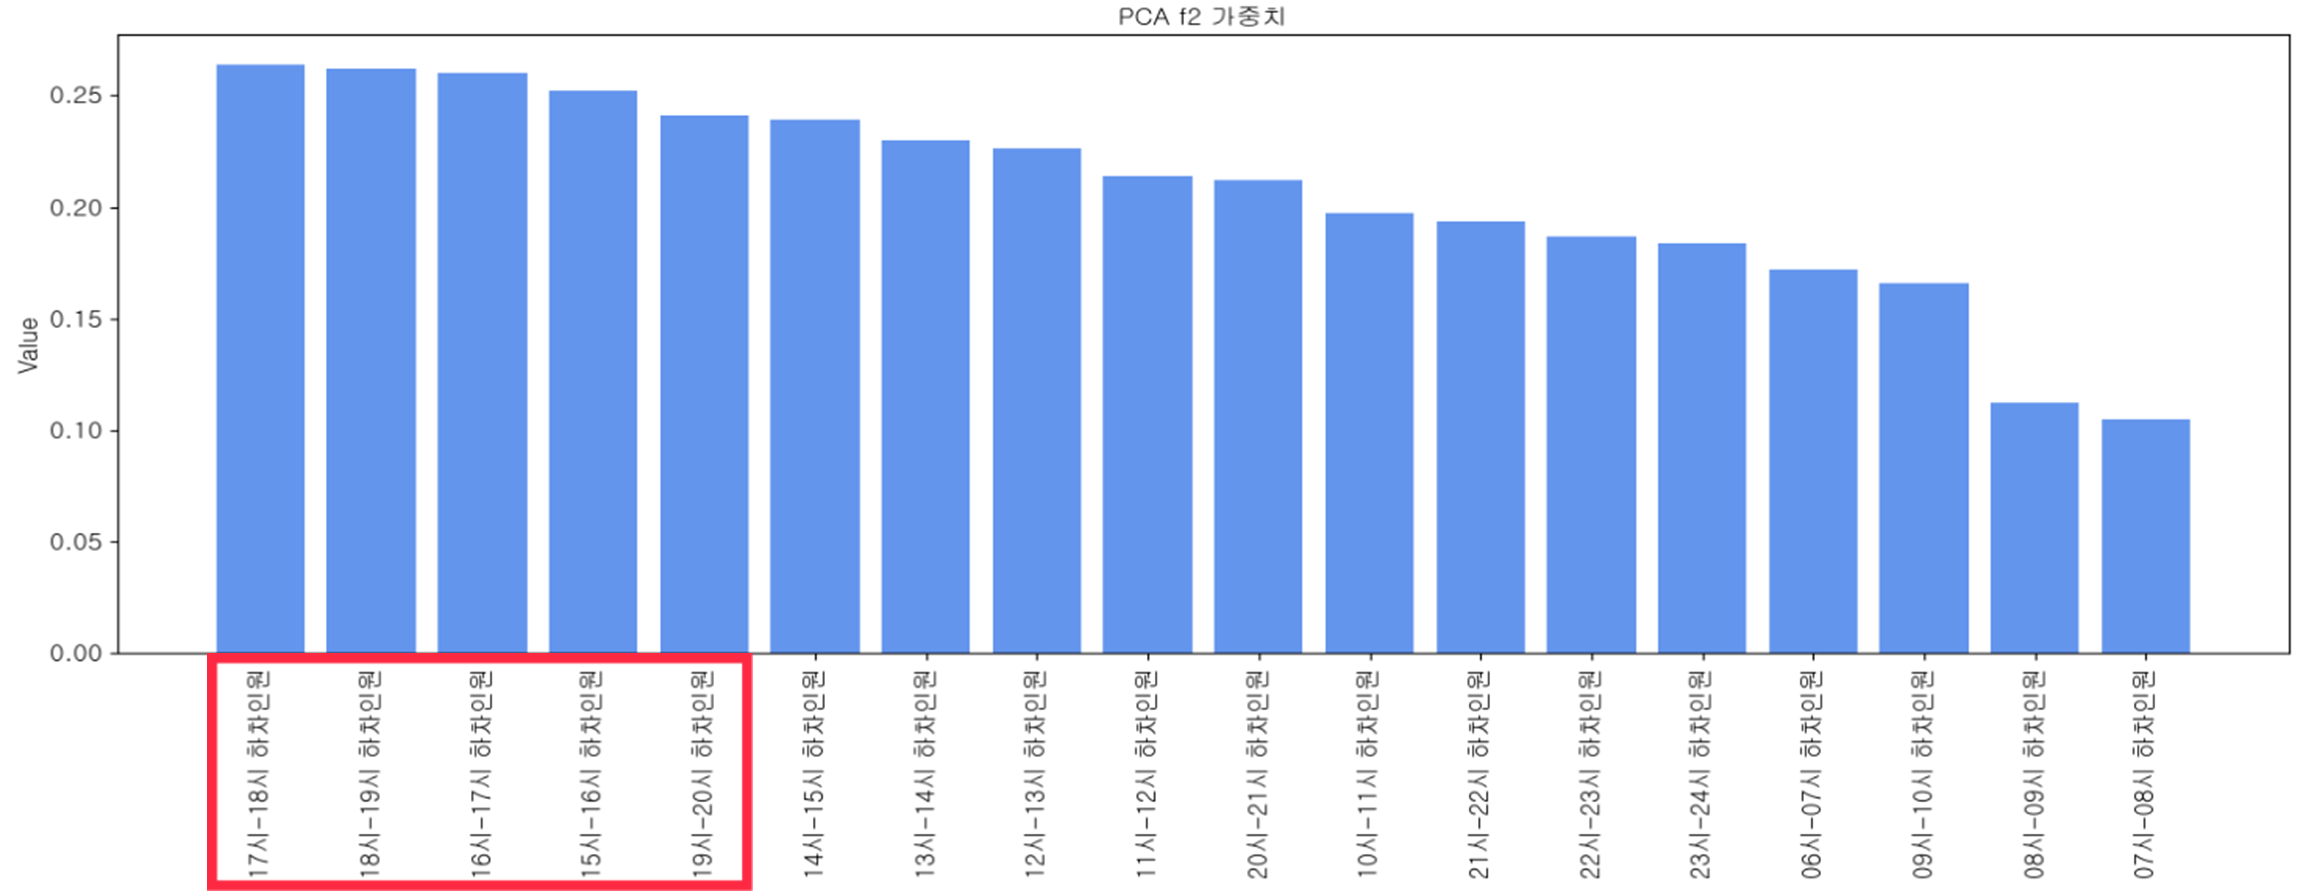 PCA f2 가중치
Value
0.25
0.20
0.15
0.10
0.05
0.00
17시-18시 하차인원
18시-19시 하차인원
16시-17시 하차인원
15시-16시 하차인원
19시-20시 하차인원
14시-15시 하차인원
13시-14시 하차인원
12시-13시 하차인원
11시-12시 하차인원
20시-21시 하차인원
10시-11시 하차인원
21시-22시 하차인원
22시-23시 하차인원
23시-24시 하차인원
06시-07시 하차인원
09시-10시 하차인원
08시-09시 하차인원
07시-08시 하차인원